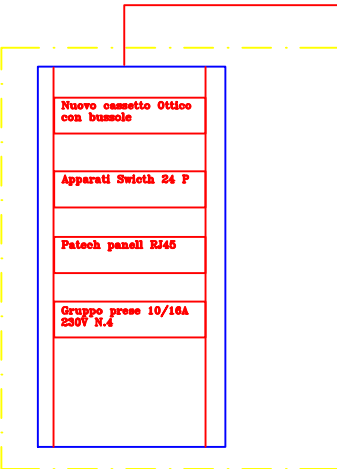 Nuovo cassetto Ottico
con bussole
Apparati Swicth 24 P
Patech panell RJ45
Gruppo prese 10/16A
230V N.4